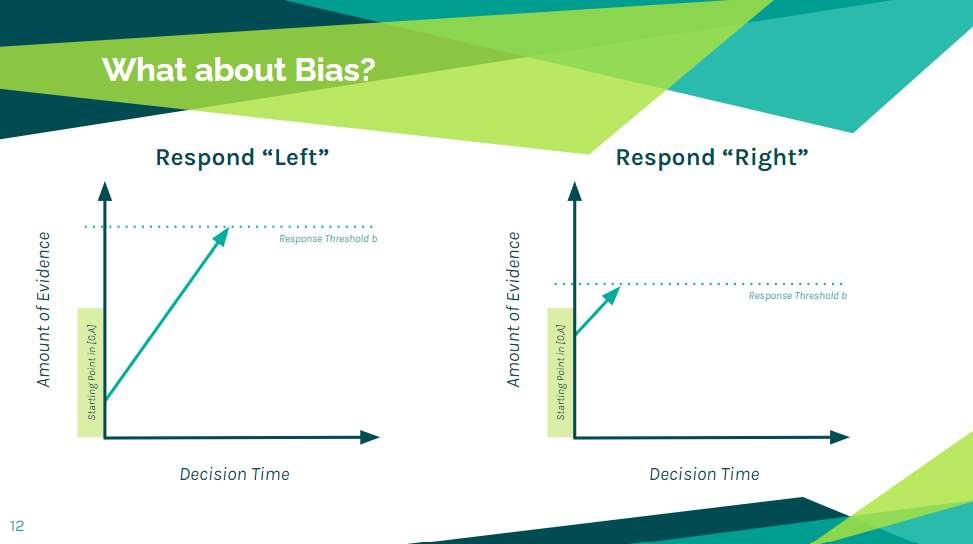 What about Bias?
Respond “Left”
Amount of Evidence
Response Threshold b
Starting Point in [0,A]
Decision Time
Respond “Right”
Amount of Evidence
Response Threshold b
Starting Point in [0,A]
Decision Time
12